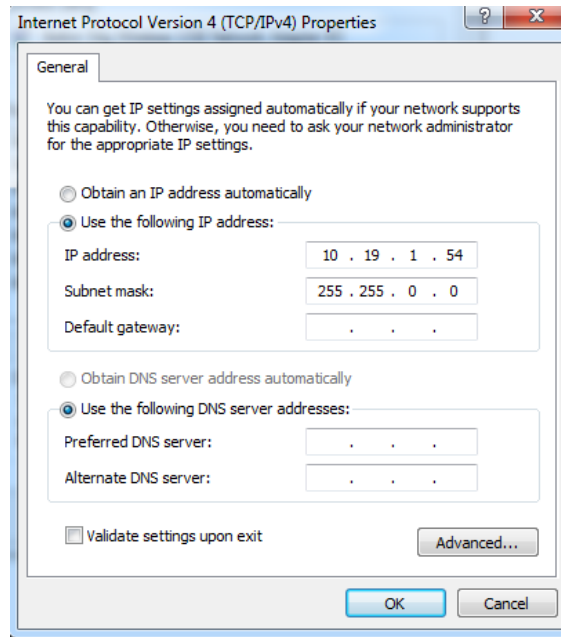 Internet Protocol Version 4 (TCP/IPv4) Properties
?
X
General
You can get IP settings assigned automatically if your network supports
this capability. Otherwise, you need to ask your network administrator
for the appropriate IP settings.
Obtain an IP address automatically
Use the following IP address:
IP address: 10 . 19 . 1 . 54
Subnet mask: 255 . 255 . 0 . 0
Default gateway: . . .
Obtain DNS server address automatically
Use the following DNS server addresses:
Preferred DNS server: . . .
Alternate DNS server: . . .
Validate settings upon exit
Advanced...
OK Cancel